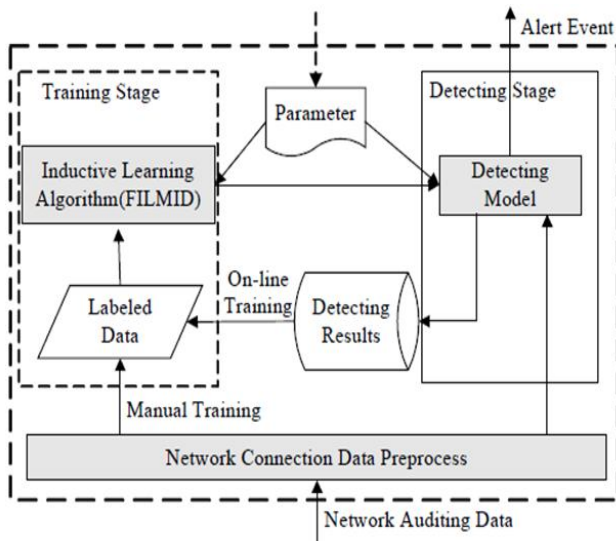 Alert Event
Training Stage
Parameter
Detecting Stage
Inductive Learning
Algorithm(FILMID)
Detecting
Model
On-line
Training
Labeled
Data
Detecting
Results
Manual Training
Network Connection Data Preprocess
Network Auditing Data